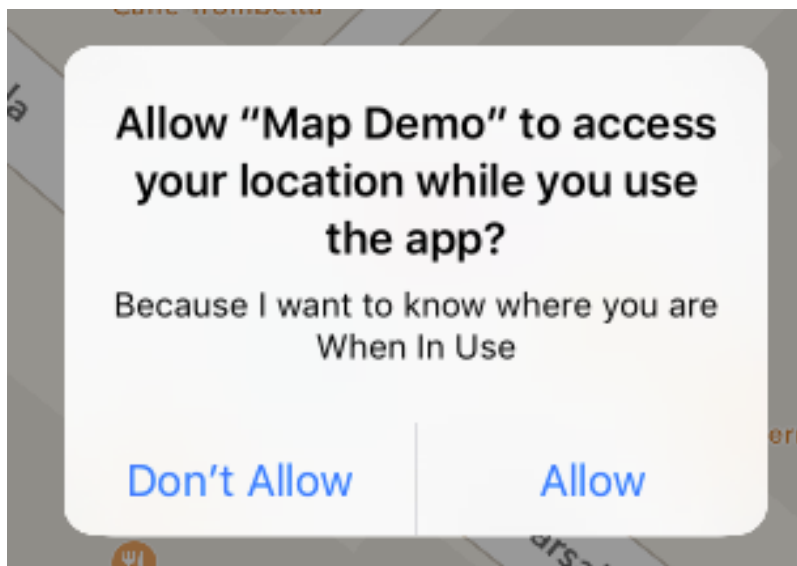 Allow “Map Demo” to access
your location while you use
the app?
Because I want to know where you are
When In Use
Don’t Allow
Allow